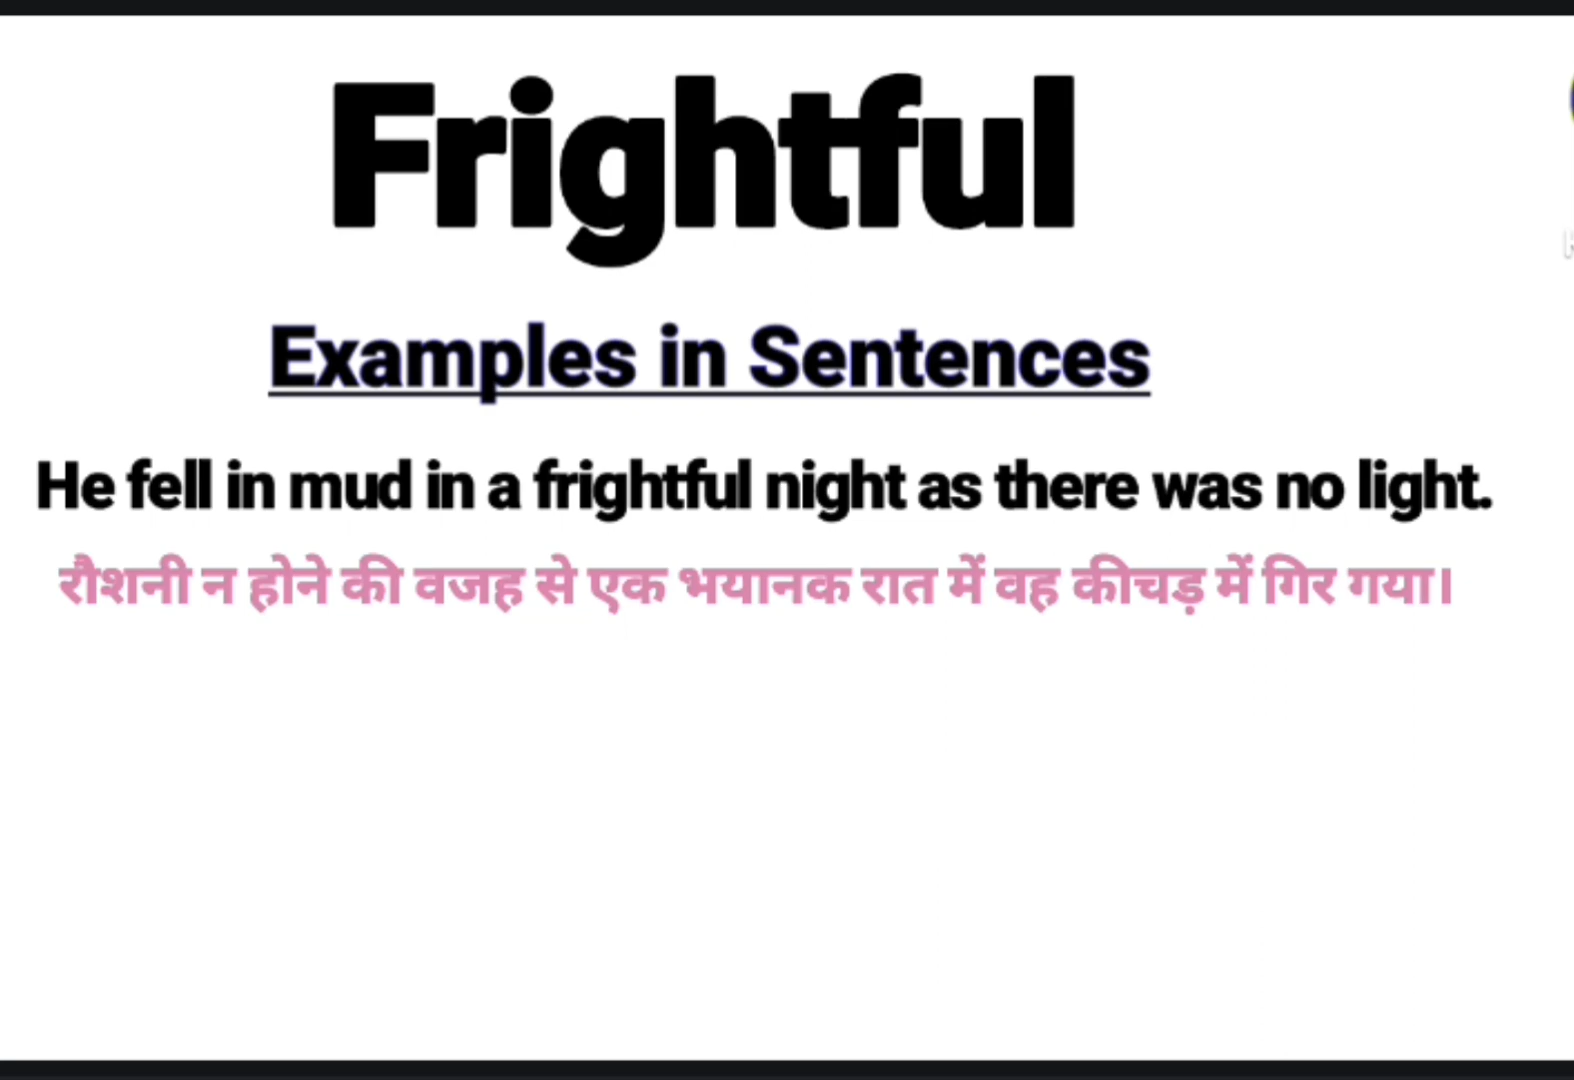 Frightful
Examples in Sentences
He fell in mud in a frightful night as there was no light.
रौशनी न होने की वजह से एक भयानक रात में वह कीचड़ में गिर गया।